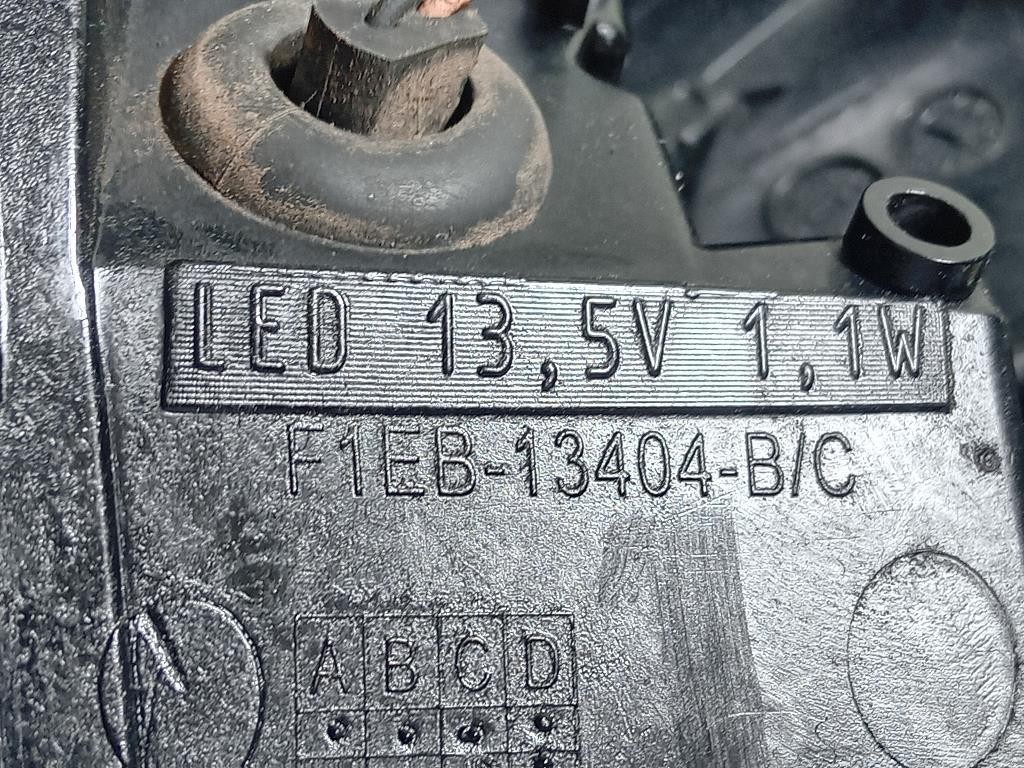 LED 13,5V 1,1W
F1EB-13404-B/C
A B C D